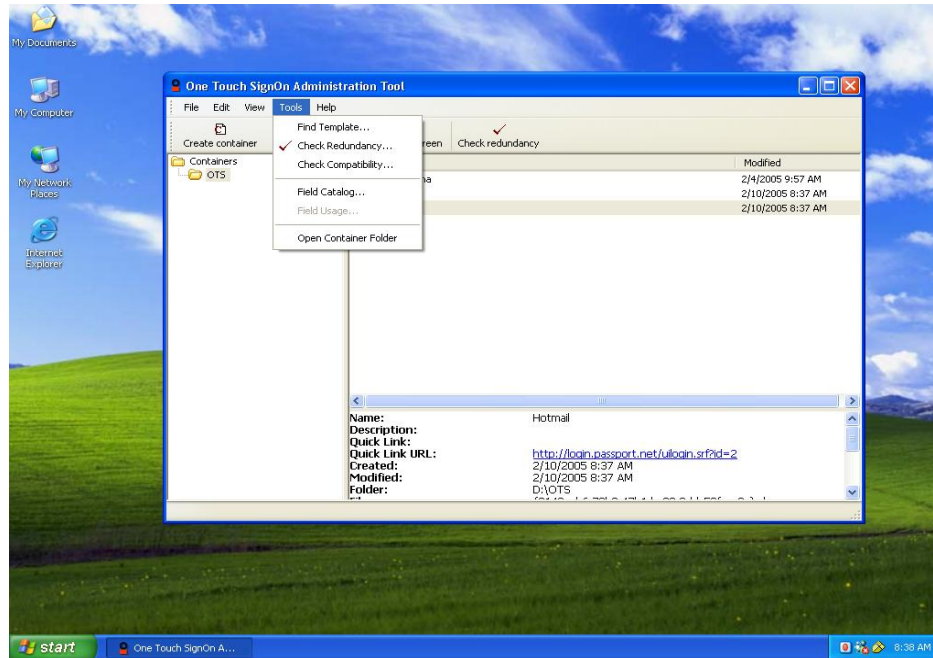 My Documents
My Computer
My Network
Places
Internet
Explorer
One Touch SignOn Administration Tool
File Edit View Tools Help
Create container
reen
Check redundancy
Find Template...
Check Redundancy...
Check Compatibility...
Field Catalog...
Field Usage...
Open Container Folder
Containers
OTS
Modified
na 2/4/2005 9:57 AM
2/10/2005 8:37 AM
2/10/2005 8:37 AM
Name: Hotmail
Description:
Quick Link:
Quick Link URL: http://login.passport.net/uilogin.srf?id=2
Created: 2/10/2005 8:37 AM
Modified: 2/10/2005 8:37 AM
Folder: D:\OTS
start
One Touch SignOn A...
8:38 AM